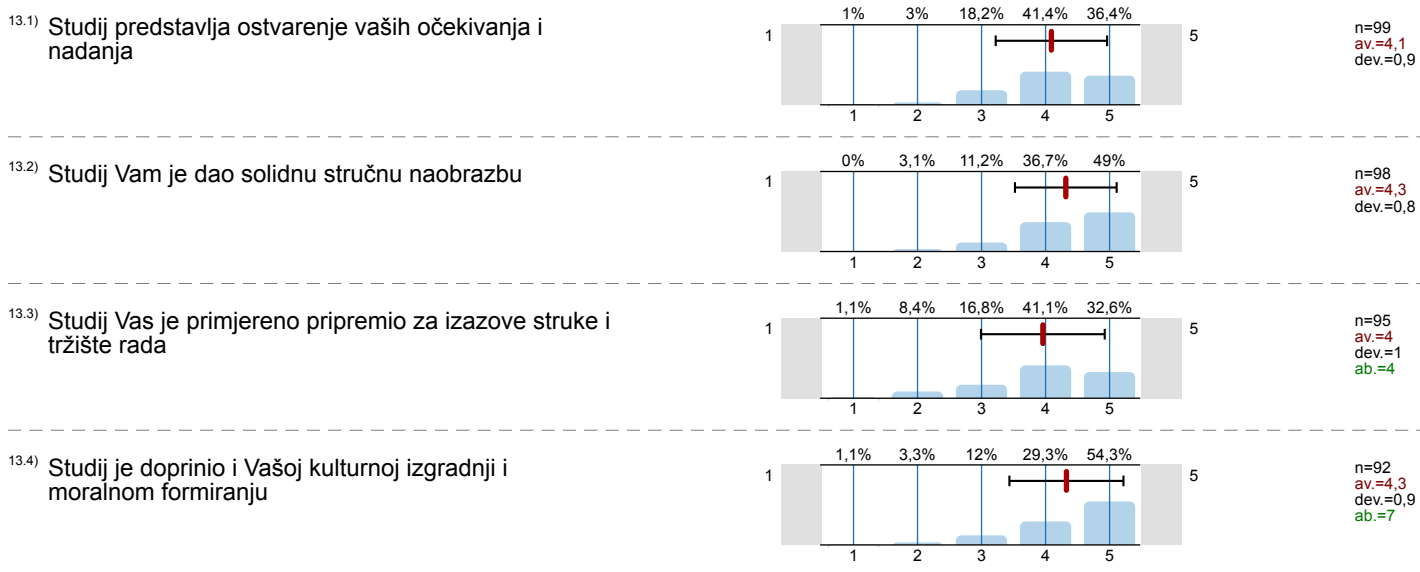 13.1) Studij predstavlja ostvarenje vaših očekivanja i
nadanja
1% 3% 18,2% 41,4% 36,4%
1 5
1 2 3 4 5
n=99
av.=4,1
dev.=0,9
13.2) Studij Vam je dao solidnu stručnu naobrazbu
0% 3,1% 11,2% 36,7% 49%
1 5
1 2 3 4 5
n=98
av.=4,3
dev.=0,8
13.3) Studij Vas je primjereno pripremio za izazove struke i
tržište rada
1,1% 8,4% 16,8% 41,1% 32,6%
1 5
1 2 3 4 5
n=95
av.=4
dev.=1
ab.=4
13.4) Studij je doprinio i Vašoj kulturnoj izgradnji i
moralnom formiranju
1,1% 3,3% 12% 29,3% 54,3%
1 5
1 2 3 4 5
n=92
av.=4,3
dev.=0,9
ab.=7